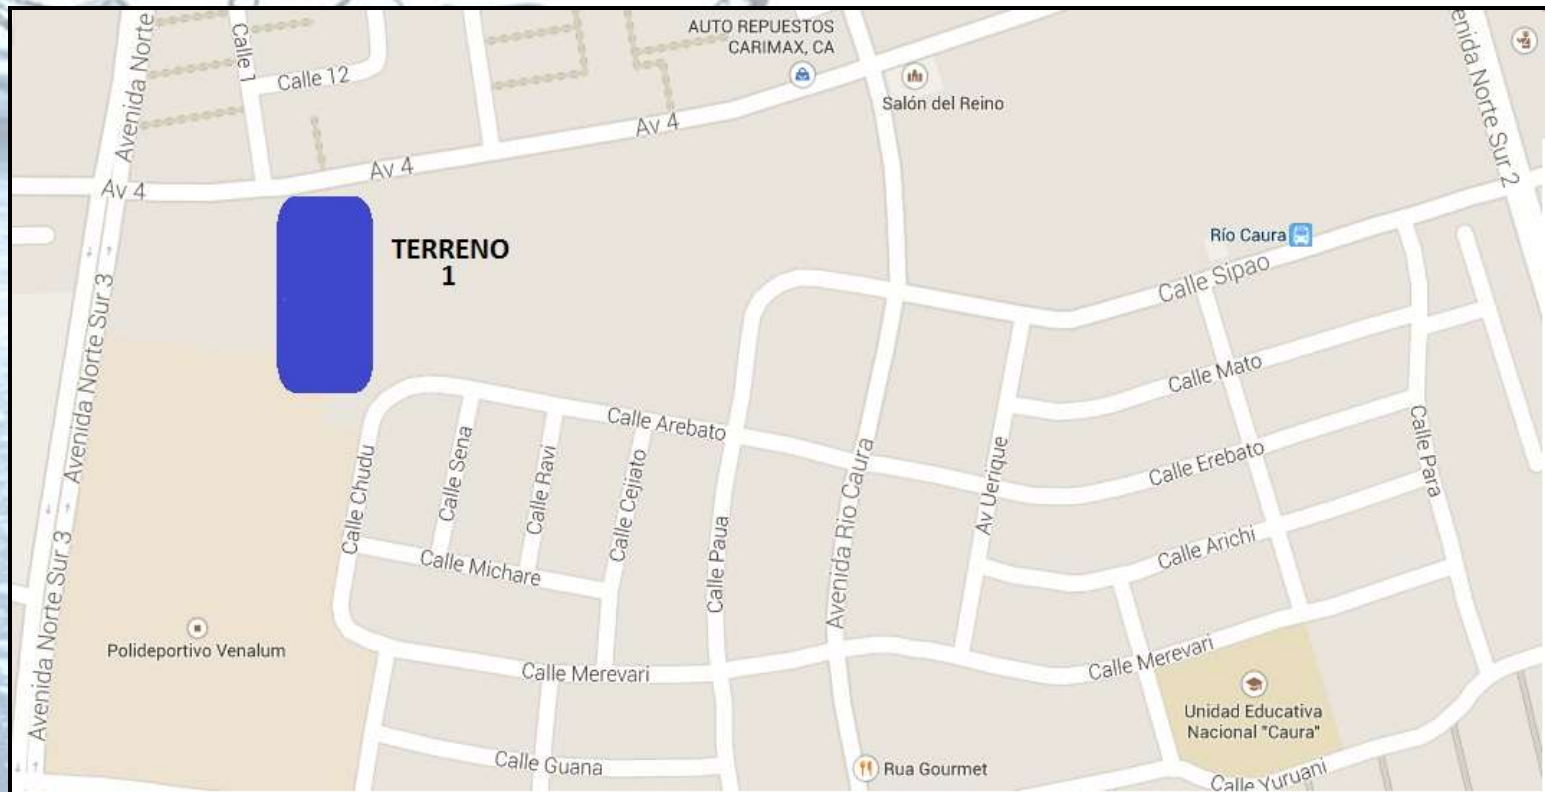 Avenida Norte
Calle 1
Calle 12
AUTO REPUESTOS
CARIMAX, CA
Salón del Reino
enida Norte Sur 2
Av 4
Av 4
Av 4
TERRENO
1
Río Caura
Calle Sipao
Avenida Norte Sur 3
Calle Mato
Calle Arebato
Calle Erebato
Calle Para
Calle Chudu
Calle Sena
Calle Ravi
Calle Cejiato
Calle Paua
Avenida Rio Caura
Av Uerique
Calle Arichi
Calle Michare
Avenida Norte Sur 3
Polideportivo Venalum
Calle Merevari
Calle Merevari
Unidad Educativa
Nacional "Caura"
Calle Guana
Rua Gourmet
Calle Yuruani